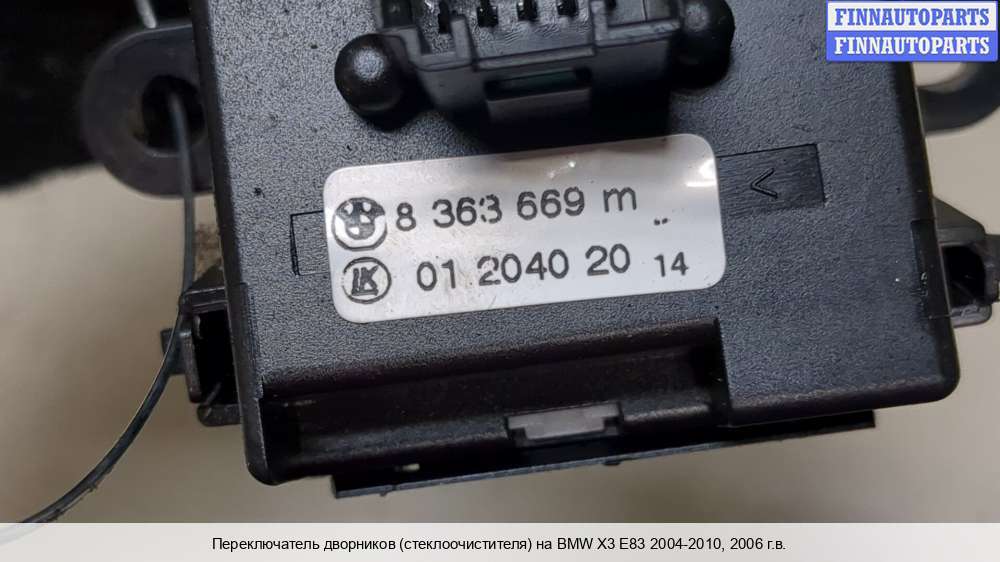 FINNAUTOPARTS
FINNAUTOPARTS
8 363 669 m
LK 01 2040 20 14
Переключатель дворников (стеклоочистителя) на BMW X3 E83 2004-2010, 2006 г.в.